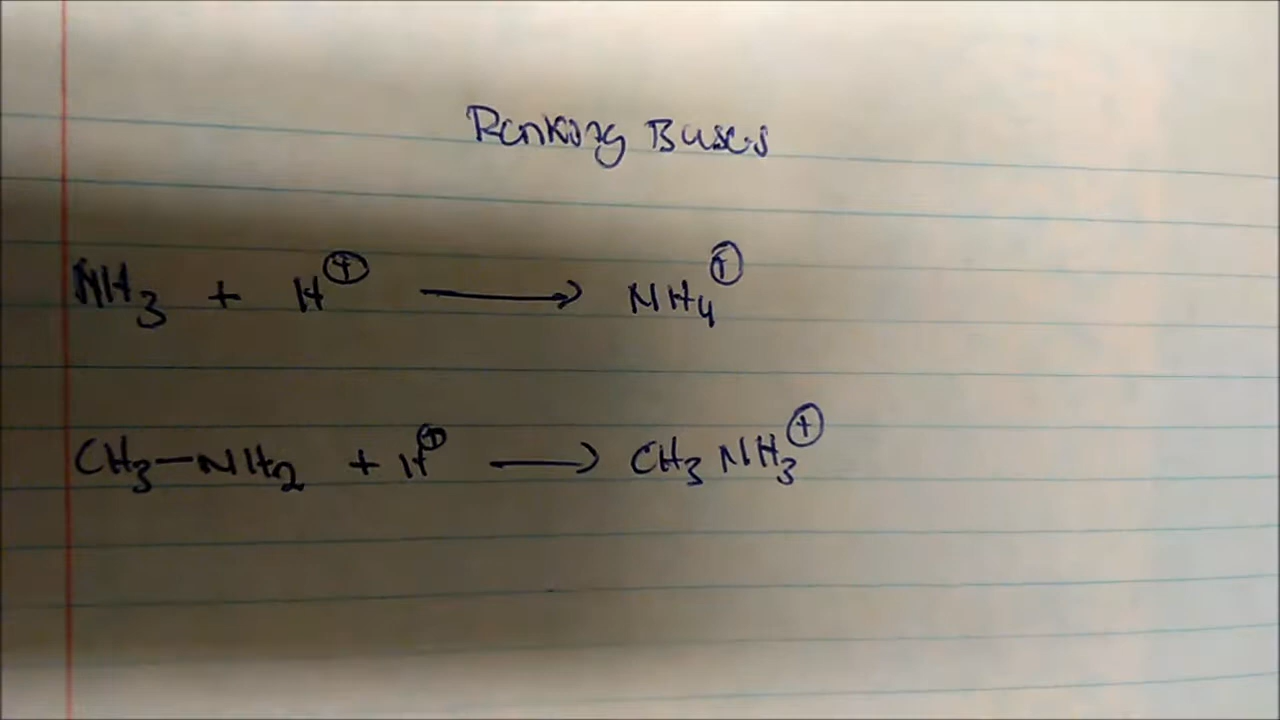 Ranking Bases
NH₃ + H⊕ ⟶ NH₄⊕
CH₃—NH₂ + H⊕ ⟶ CH₃NH₃⊕